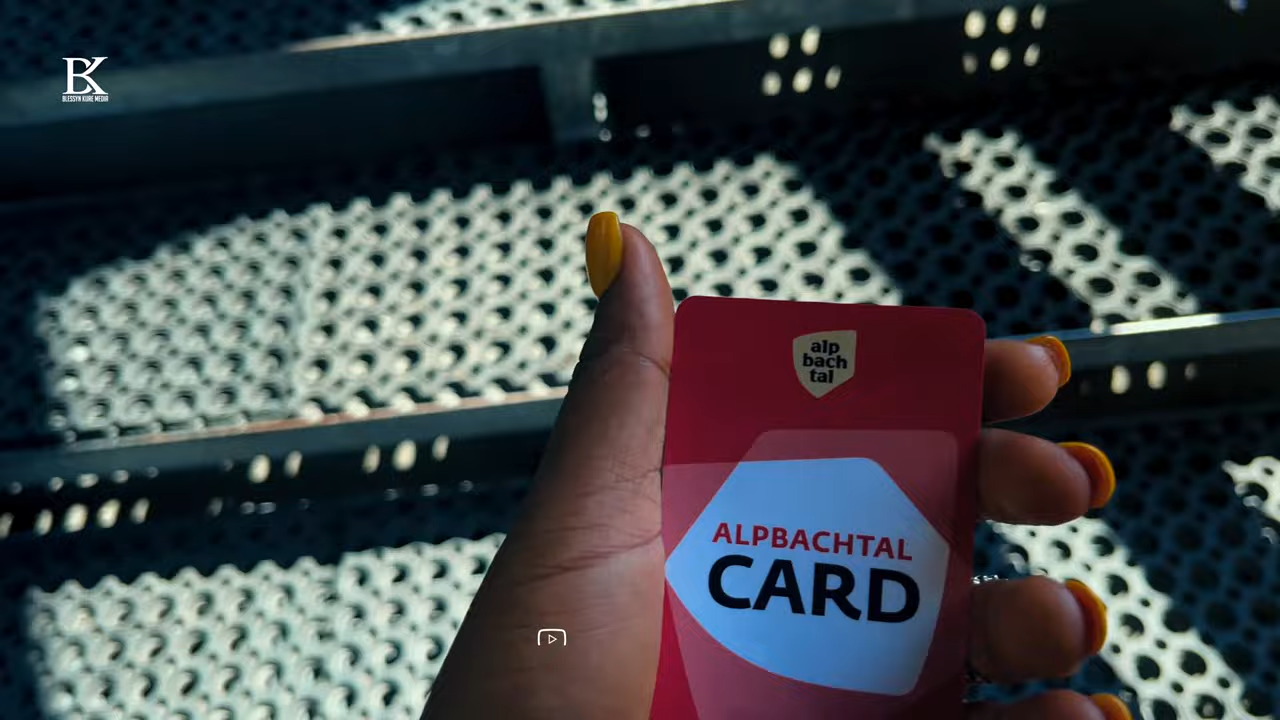 BK
BLESSYN KURE MEDIA
alp
bach
tal
ALPBACHTAL
CARD